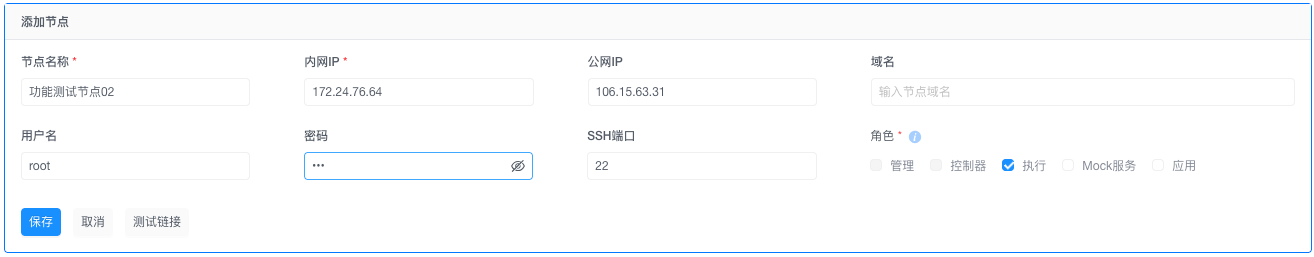 添加节点
节点名称 * 内网IP * 公网IP 域名
功能测试节点02 172.24.76.64 106.15.63.31 输入节点域名
用户名 密码 SSH端口 角色 * i
root ••• 22 管理 控制器 执行 Mock服务 应用
保存 取消 测试链接